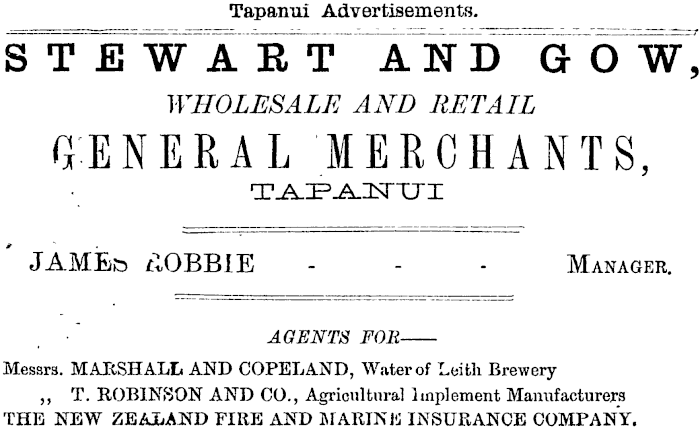 Tapanui Advertisements.
STEWART AND GOW,
WHOLESALE AND RETAIL
GENERAL MERCHANTS,
TAPANUI
JAMES ROBBIE - - - MANAGER.
AGENTS FOR——
Messrs. MARSHALL AND COPELAND, Water of Leith Brewery
,, T. ROBINSON AND CO., Agricultural Implement Manufacturers
THE NEW ZEALAND FIRE AND MARINE INSURANCE COMPANY.